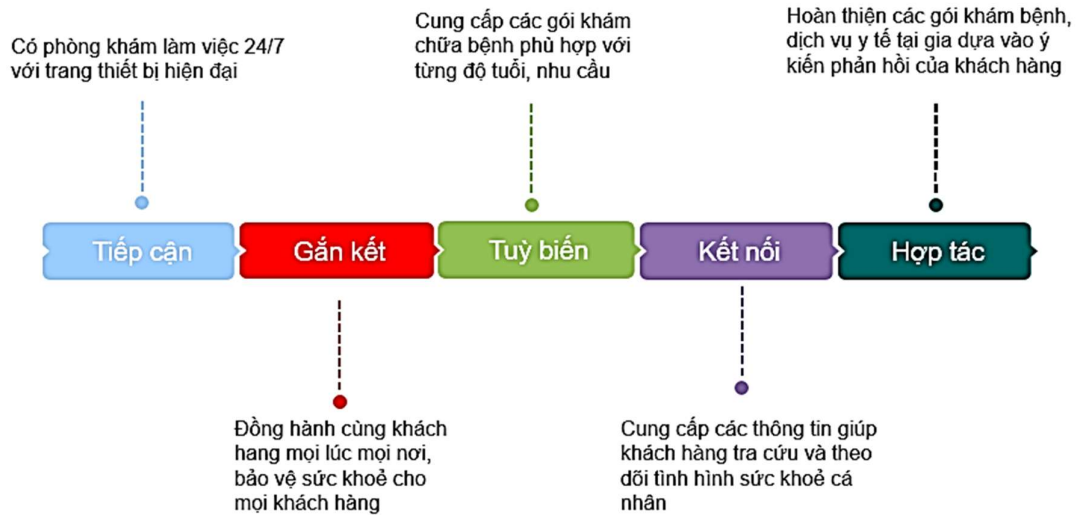 Có phòng khám làm việc 24/7
với trang thiết bị hiện đại
Cung cấp các gói khám
chữa bệnh phù hợp với
từng độ tuổi, nhu cầu
Hoàn thiện các gói khám bệnh,
dịch vụ y tế tại gia dựa vào ý
kiến phản hồi của khách hàng
Tiếp cận
Gắn kết
Tuỳ biến
Kết nối
Hợp tác
Đồng hành cùng khách
hang mọi lúc mọi nơi,
bảo vệ sức khoẻ cho
mọi khách hàng
Cung cấp các thông tin giúp
khách hàng tra cứu và theo
dõi tình hình sức khoẻ cá
nhân